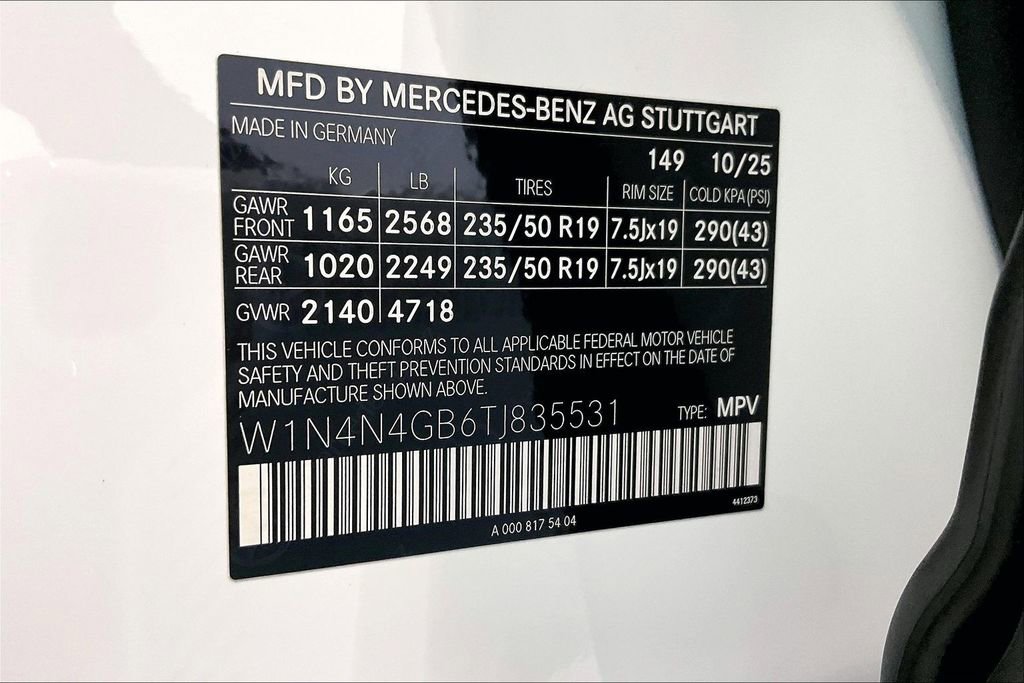 MFD BY MERCEDES-BENZ AG STUTTGART
MADE IN GERMANY
149 10/25
KG LB TIRES RIM SIZE COLD KPA (PSI)
GAWR FRONT 1165 2568 235/50 R19 7.5Jx19 290(43)
GAWR REAR 1020 2249 235/50 R19 7.5Jx19 290(43)
GVWR 2140 4718
THIS VEHICLE CONFORMS TO ALL APPLICABLE FEDERAL MOTOR VEHICLE
SAFETY AND THEFT PREVENTION STANDARDS IN EFFECT ON THE DATE OF
MANUFACTURE SHOWN ABOVE.
W1N4N4GB6TJ835531 TYPE: MPV
4412373
A 000 817 54 04